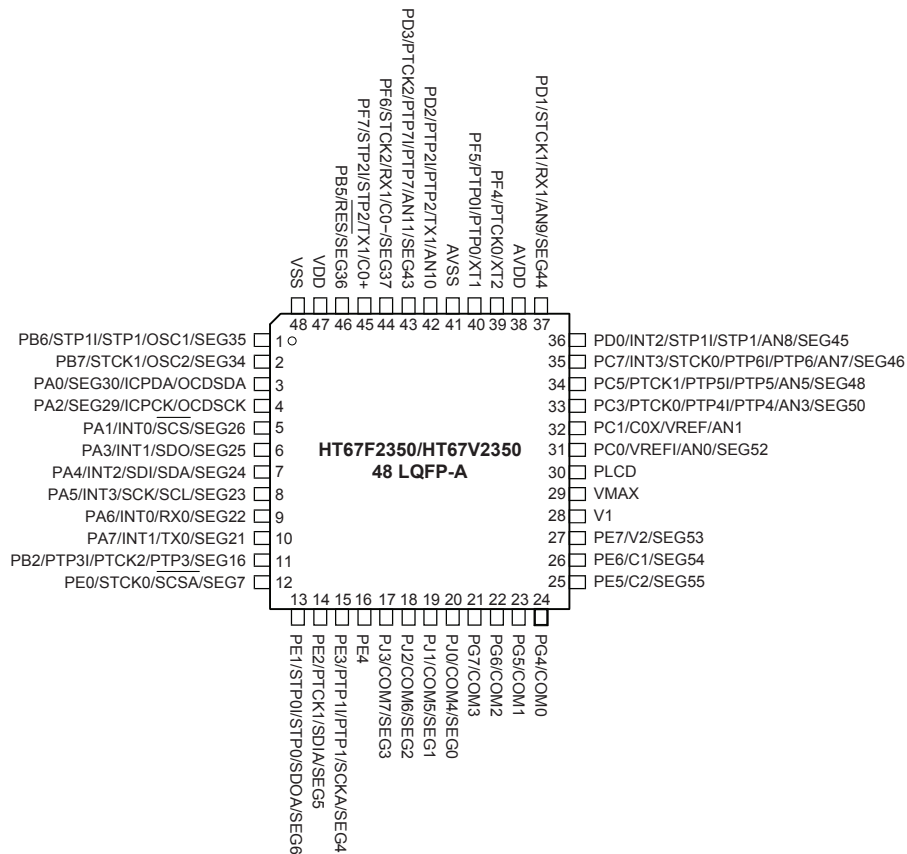 PD3/PTCK2/PTP7I/PTP7/AN11/SEG43
PF6/STCK2/RX1/C0−/SEG37
PF7/STP2I/STP2/TX1/C0+
PB5/RES/SEG36
VDD
VSS
PD2/PTP2I/PTP2/TX1/AN10
AVSS
PF5/PTP0I/PTP0/XT1
PF4/PTCK0/XT2
AVDD
PD1/STCK1/RX1/AN9/SEG44
48 47 46 45 44 43 42 41 40 39 38 37
PB6/STP1I/STP1/OSC1/SEG35 1
PB7/STCK1/OSC2/SEG34 2
PA0/SEG30/ICPDA/OCDSDA 3
PA2/SEG29/ICPCK/OCDSCK 4
PA1/INT0/SCS/SEG26 5
PA3/INT1/SDO/SEG25 6
PA4/INT2/SDI/SDA/SEG24 7
PA5/INT3/SCK/SCL/SEG23 8
PA6/INT0/RX0/SEG22 9
PA7/INT1/TX0/SEG21 10
PB2/PTP3I/PTCK2/PTP3/SEG16 11
PE0/STCK0/SCSA/SEG7 12
HT67F2350/HT67V2350
48 LQFP-A
36 PD0/INT2/STP1I/STP1/AN8/SEG45
35 PC7/INT3/STCK0/PTP6I/PTP6/AN7/SEG46
34 PC5/PTCK1/PTP5I/PTP5/AN5/SEG48
33 PC3/PTCK0/PTP4I/PTP4/AN3/SEG50
32 PC1/C0X/VREF/AN1
31 PC0/VREFI/AN0/SEG52
30 PLCD
29 VMAX
28 V1
27 PE7/V2/SEG53
26 PE6/C1/SEG54
25 PE5/C2/SEG55
13 14 15 16 17 18 19 20 21 22 23 24
PE1/STP0I/STP0/SDOA/SEG6
PE2/PTCK1/SDIA/SEG5
PE3/PTP1I/PTP1/SCKA/SEG4
PE4
PJ3/COM7/SEG3
PJ2/COM6/SEG2
PJ1/COM5/SEG1
PJ0/COM4/SEG0
PG7/COM3
PG6/COM2
PG5/COM1
PG4/COM0